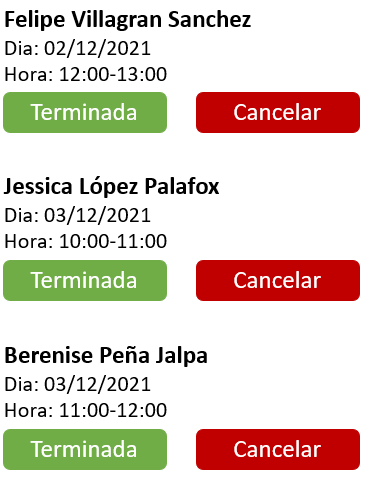 Felipe Villagran Sanchez
Dia: 02/12/2021
Hora: 12:00-13:00
Terminada Cancelar
Jessica López Palafox
Dia: 03/12/2021
Hora: 10:00-11:00
Terminada Cancelar
Berenise Peña Jalpa
Dia: 03/12/2021
Hora: 11:00-12:00
Terminada Cancelar